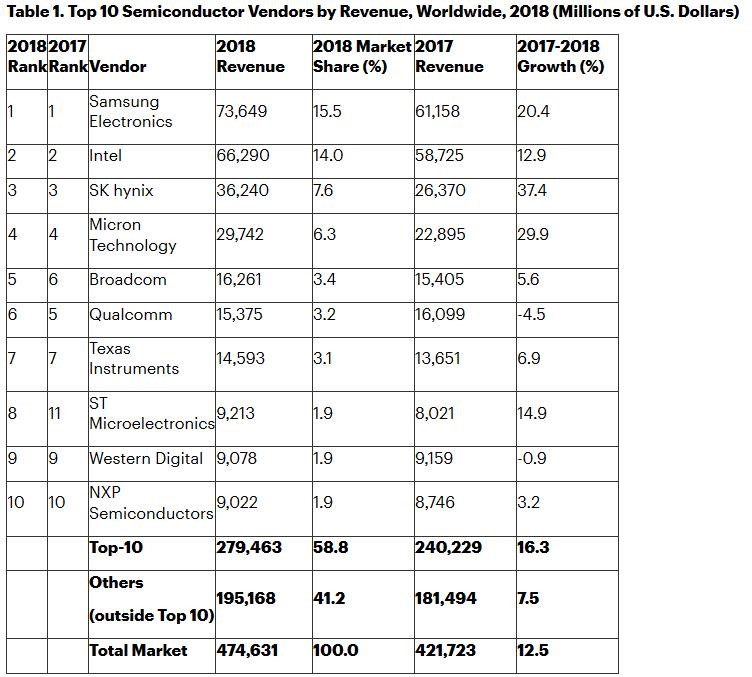 Table 1. Top 10 Semiconductor Vendors by Revenue, Worldwide, 2018 (Millions of U.S. Dollars)
2018 2017 2018 2018 Market 2017 2017-2018
Rank Rank Vendor Revenue Share (%) Revenue Growth (%)
Samsung
1 1 Electronics 73,649 15.5 61,158 20.4
2 2 Intel 66,290 14.0 58,725 12.9
3 3 SK hynix 36,240 7.6 26,370 37.4
Micron
4 4 Technology 29,742 6.3 22,895 29.9
5 6 Broadcom 16,261 3.4 15,405 5.6
6 5 Qualcomm 15,375 3.2 16,099 -4.5
Texas
7 7 Instruments 14,593 3.1 13,651 6.9
ST
8 11 Microelectronics 9,213 1.9 8,021 14.9
9 9 Western Digital 9,078 1.9 9,159 -0.9
NXP
10 10 Semiconductors 9,022 1.9 8,746 3.2
Top-10 279,463 58.8 240,229 16.3
Others
195,168 41.2 181,494 7.5
(outside Top 10)
Total Market 474,631 100.0 421,723 12.5